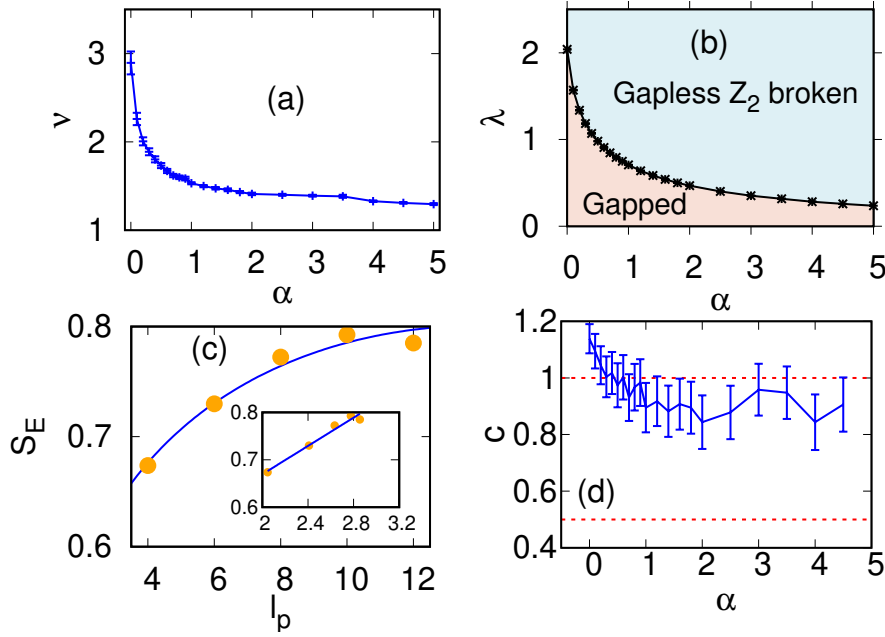 3
2
1
ν
(a)
0 1 2 3 4 5
α
2
1
0
λ
(b)
Gapless Z2 broken
Gapped
0 1 2 3 4 5
α
0.8
0.7
0.6
S_E
(c)
0.8
0.7
0.6
2 2.4 2.8 3.2
4 6 8 10 12
l_p
1.2
1
0.8
0.6
0.4
c
(d)
0 1 2 3 4 5
α